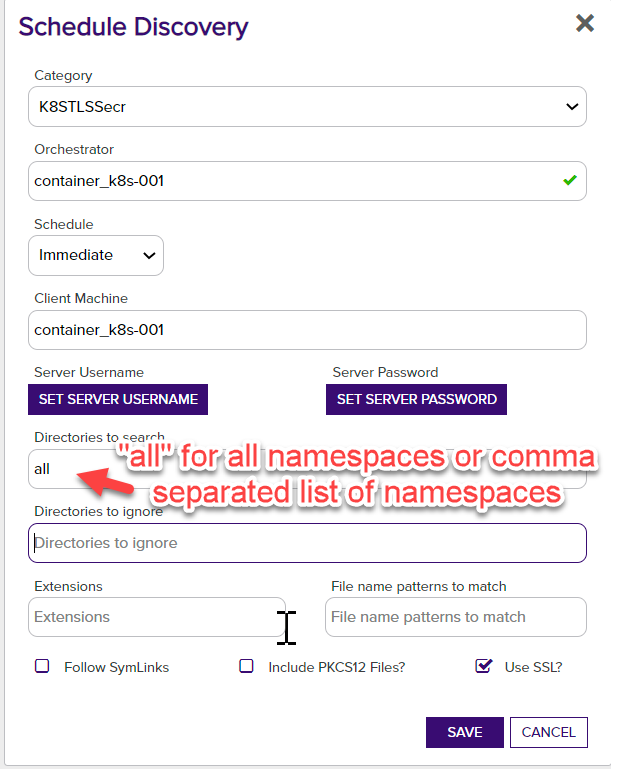 Schedule Discovery
Category
K8STLSSecr
Orchestrator
container_k8s-001
Schedule
Immediate
Client Machine
container_k8s-001
Server Username
Server Password
SET SERVER USERNAME
SET SERVER PASSWORD
Directories to search
"all" for all namespaces or comma
all
separated list of namespaces
Directories to ignore
Directories to ignore
Extensions
File name patterns to match
Extensions
File name patterns to match
Follow SymLinks
Include PKCS12 Files?
Use SSL?
SAVE
CANCEL